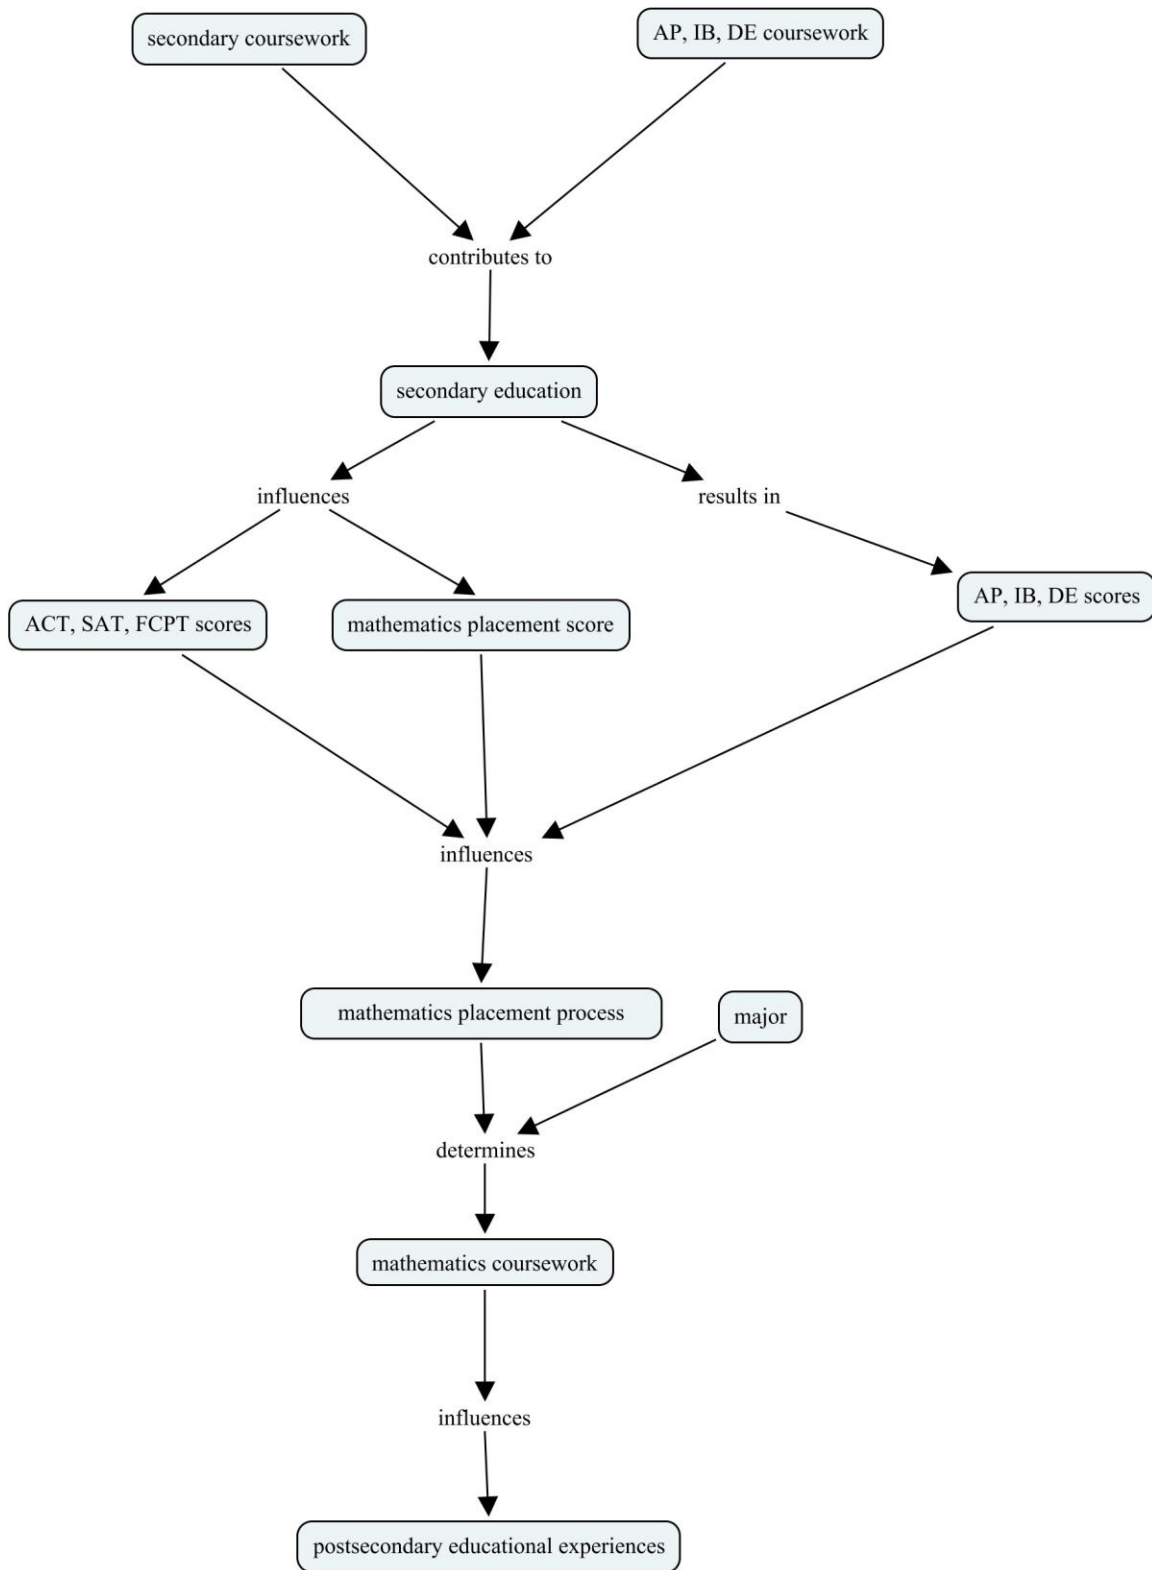 secondary coursework
AP, IB, DE coursework
contributes to
secondary education
influences
results in
ACT, SAT, FCPT scores
mathematics placement score
AP, IB, DE scores
influences
mathematics placement process
major
determines
mathematics coursework
influences
postsecondary educational experiences